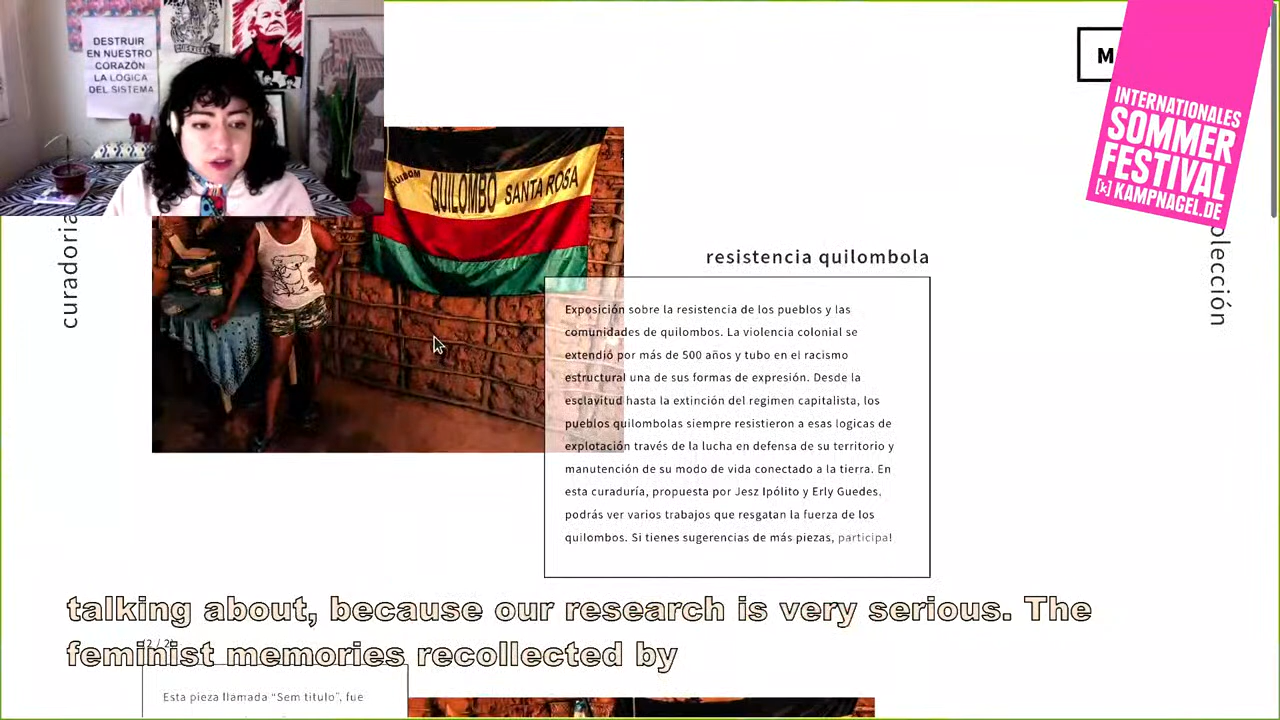 DESTRUIR
EN NUESTRO
CORAZÓN
LA LOGICA
DEL SISTEMA
M
INTERNATIONALES
SOMMER
FESTIVAL
[k] KAMPNAGEL.DE
QUILOMBO SANTA ROSA
curadoria
olección
resistencia quilombola
Exposición sobre la resistencia de los pueblos y las
comunidades de quilombos. La violencia colonial se
extendió por más de 500 años y tubo en el racismo
estructural una de sus formas de expresión. Desde la
esclavitud hasta la extinción del regimen capitalista, los
pueblos quilombolas siempre resistieron a esas logicas de
explotación través de la lucha en defensa de su territorio y
manutención de su modo de vida conectado a la tierra. En
esta curaduría, propuesta por Jesz Ipólito y Erly Guedes,
podrás ver varios trabajos que resgatan la fuerza de los
quilombos. Si tienes sugerencias de más piezas, participa!
talking about, because our research is very serious. The
feminist memories recollected by
Esta pieza llamada “Sem titulo”, fue